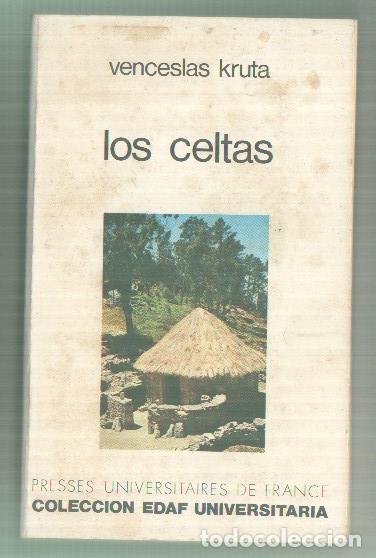 venceslas kruta
los celtas
PRESSES UNIVERSITAIRES DE FRANCE
COLECCION EDAF UNIVERSITARIA
todocoleccion